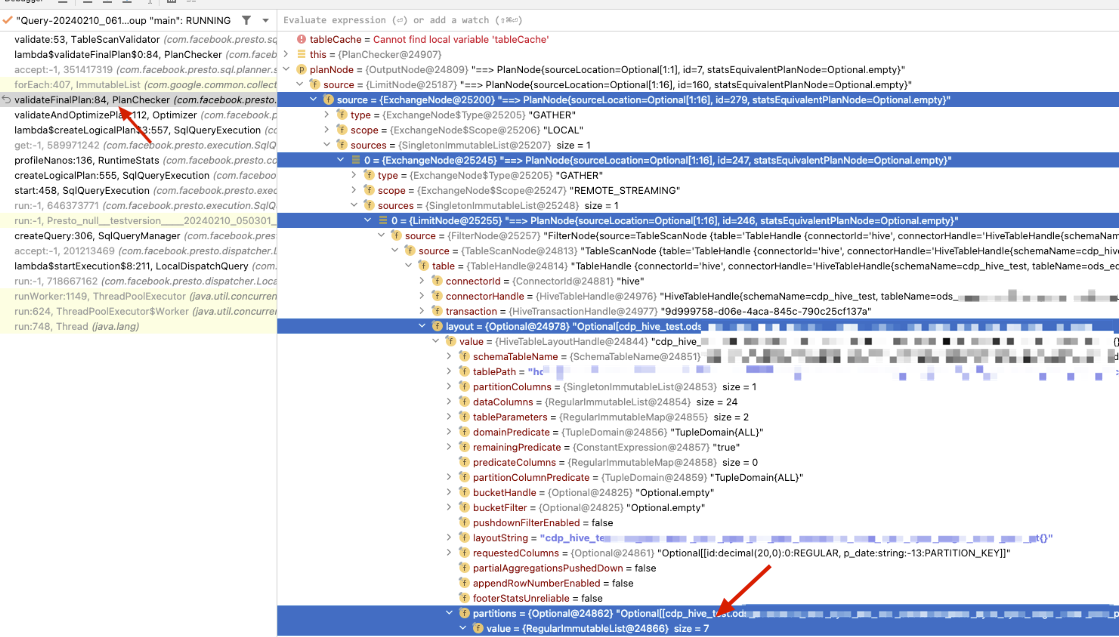 Debugger
"Query-20240210_061...oup "main": RUNNING
validate:53, TableScanValidator (com.facebook.presto.sq
lambda$validateFinalPlan$0:84, PlanChecker (com.faceb
accept:-1, 351417319 (com.facebook.presto.sql.planner.s
forEach:407, ImmutableList (com.google.common.collect
validateFinalPlan:84, PlanChecker (com.facebook.presto.
validateAndOptimizePla 112, Optimizer (com.facebook.
lambda$createLogicalPlan$3:557, SqlQueryExecution (
get:-1, 589971242 (com.facebook.presto.execution.SqlQ
profileNanos:136, RuntimeStats (com.facebook.presto.co
createLogicalPlan:555, SqlQueryExecution (com.faceboo
start:458, SqlQueryExecution (com.facebook.presto.exec
run:-1, 646373771 (com.facebook.presto.execution.SqlQ
run:-1, Presto_null__testversion____20240210_050301_
createQuery:306, SqlQueryManager (com.facebook.pres
accept:-1, 201213469 (com.facebook.presto.dispatcher.L
lambda$startExecution$8:211, LocalDispatchQuery (com.
run:-1, 718667162 (com.facebook.presto.dispatcher.Local
runWorker:1149, ThreadPoolExecutor (java.util.concurren
run:624, ThreadPoolExecutor$Worker (java.util.concurren
run:748, Thread (java.lang)
Evaluate expression (⏎) or add a watch (⇧⌘⏎)
tableCache = Cannot find local variable 'tableCache'
this = {PlanChecker@24907}
planNode = {OutputNode@24809} "==> PlanNode{sourceLocation=Optional[1:1], id=7, statsEquivalentPlanNode=Optional.empty}"
source = {LimitNode@25187} "==> PlanNode{sourceLocation=Optional[1:16], id=160, statsEquivalentPlanNode=Optional.empty}"
source = {ExchangeNode@25200} "==> PlanNode{sourceLocation=Optional[1:16], id=279, statsEquivalentPlanNode=Optional.empty}"
type = {ExchangeNode$Type@25205} "GATHER"
scope = {ExchangeNode$Scope@25206} "LOCAL"
sources = {SingletonImmutableList@25207} size = 1
0 = {ExchangeNode@25245} "==> PlanNode{sourceLocation=Optional[1:16], id=247, statsEquivalentPlanNode=Optional.empty}"
type = {ExchangeNode$Type@25205} "GATHER"
scope = {ExchangeNode$Scope@25247} "REMOTE_STREAMING"
sources = {SingletonImmutableList@25248} size = 1
0 = {LimitNode@25255} "==> PlanNode{sourceLocation=Optional[1:16], id=246, statsEquivalentPlanNode=Optional.empty}"
source = {FilterNode@25257} "FilterNode{source=TableScanNode {table='TableHandle {connectorId='hive', connectorHandle='HiveTableHandle{schemaNam
source = {TableScanNode@24813} "TableScanNode {table='TableHandle {connectorId='hive', connectorHandle='HiveTableHandle{schemaName=cdp_hiv
table = {TableHandle@24814} "TableHandle {connectorId='hive', connectorHandle='HiveTableHandle{schemaName=cdp_hive_test, tableName=ods_ec
connectorId = {ConnectorId@24881} "hive"
connectorHandle = {HiveTableHandle@24976} "HiveTableHandle{schemaName=cdp_hive_test, tableName=ods_
transaction = {HiveTransactionHandle@24977} "9d999758-d06e-4aca-845c-790c25cf137a"
layout = {Optional@24978} "Optional[cdp_hive_test.ods
value = {HiveTableLayoutHandle@24844} "cdp_hive_
schemaTableName = {SchemaTableName@24851}
tablePath = "h
partitionColumns = {SingletonImmutableList@24853} size = 1
dataColumns = {RegularImmutableList@24854} size = 24
tableParameters = {RegularImmutableMap@24855} size = 2
domainPredicate = {TupleDomain@24856} "TupleDomain{ALL}"
remainingPredicate = {ConstantExpression@24857} "true"
predicateColumns = {RegularImmutableMap@24858} size = 0
partitionColumnPredicate = {TupleDomain@24859} "TupleDomain{ALL}"
bucketHandle = {Optional@24825} "Optional.empty"
bucketFilter = {Optional@24825} "Optional.empty"
pushdownFilterEnabled = false
layoutString = "cdp_hive_te
requestedColumns = {Optional@24861} "Optional[[id:decimal(20,0):0:REGULAR, p_date:string:-13:PARTITION_KEY]]"
partialAggregationsPushedDown = false
appendRowNumberEnabled = false
footerStatsUnreliable = false
partitions = {Optional@24862} "Optional[[cdp_hive_test.od
value = {RegularImmutableList@24866} size = 7